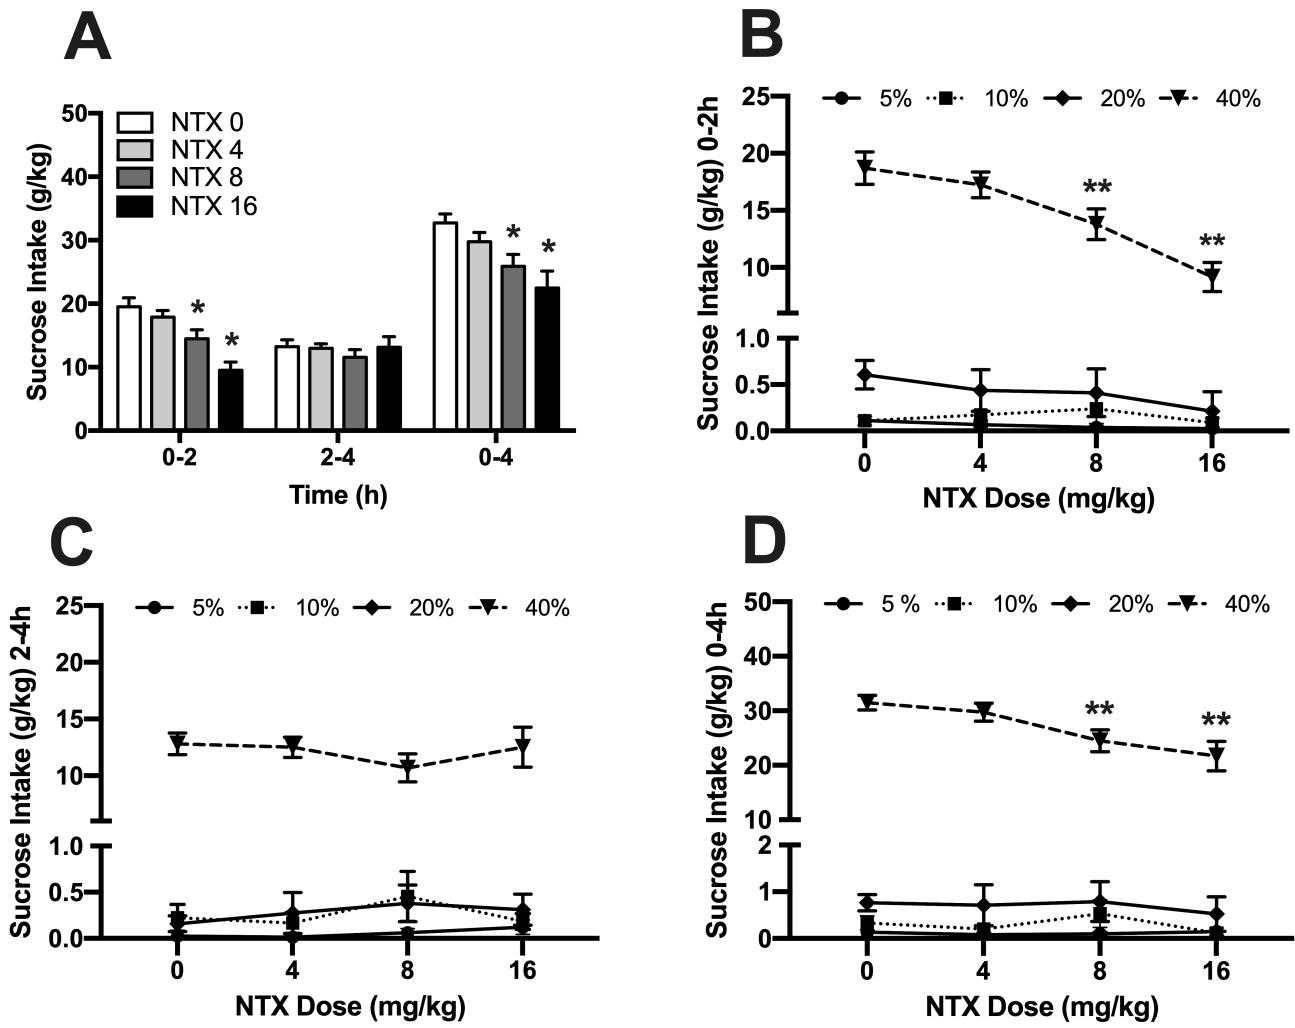 A
Sucrose Intake (g/kg)
50
40
30
20
10
0
NTX 0
NTX 4
NTX 8
NTX 16
*
*
*
*
0-2
2-4
0-4
Time (h)
B
Sucrose Intake (g/kg) 0-2h
25
20
15
10
1.0
0.5
0.0
5% 10% 20% 40%
**
**
0 4 8 16
NTX Dose (mg/kg)
C
Sucrose Intake (g/kg) 2-4h
25
20
15
10
1.0
0.5
0.0
5% 10% 20% 40%
0 4 8 16
NTX Dose (mg/kg)
D
Sucrose Intake (g/kg) 0-4h
50
40
30
20
10
2
1
0
5 % 10% 20% 40%
**
**
0 4 8 16
NTX Dose (mg/kg)